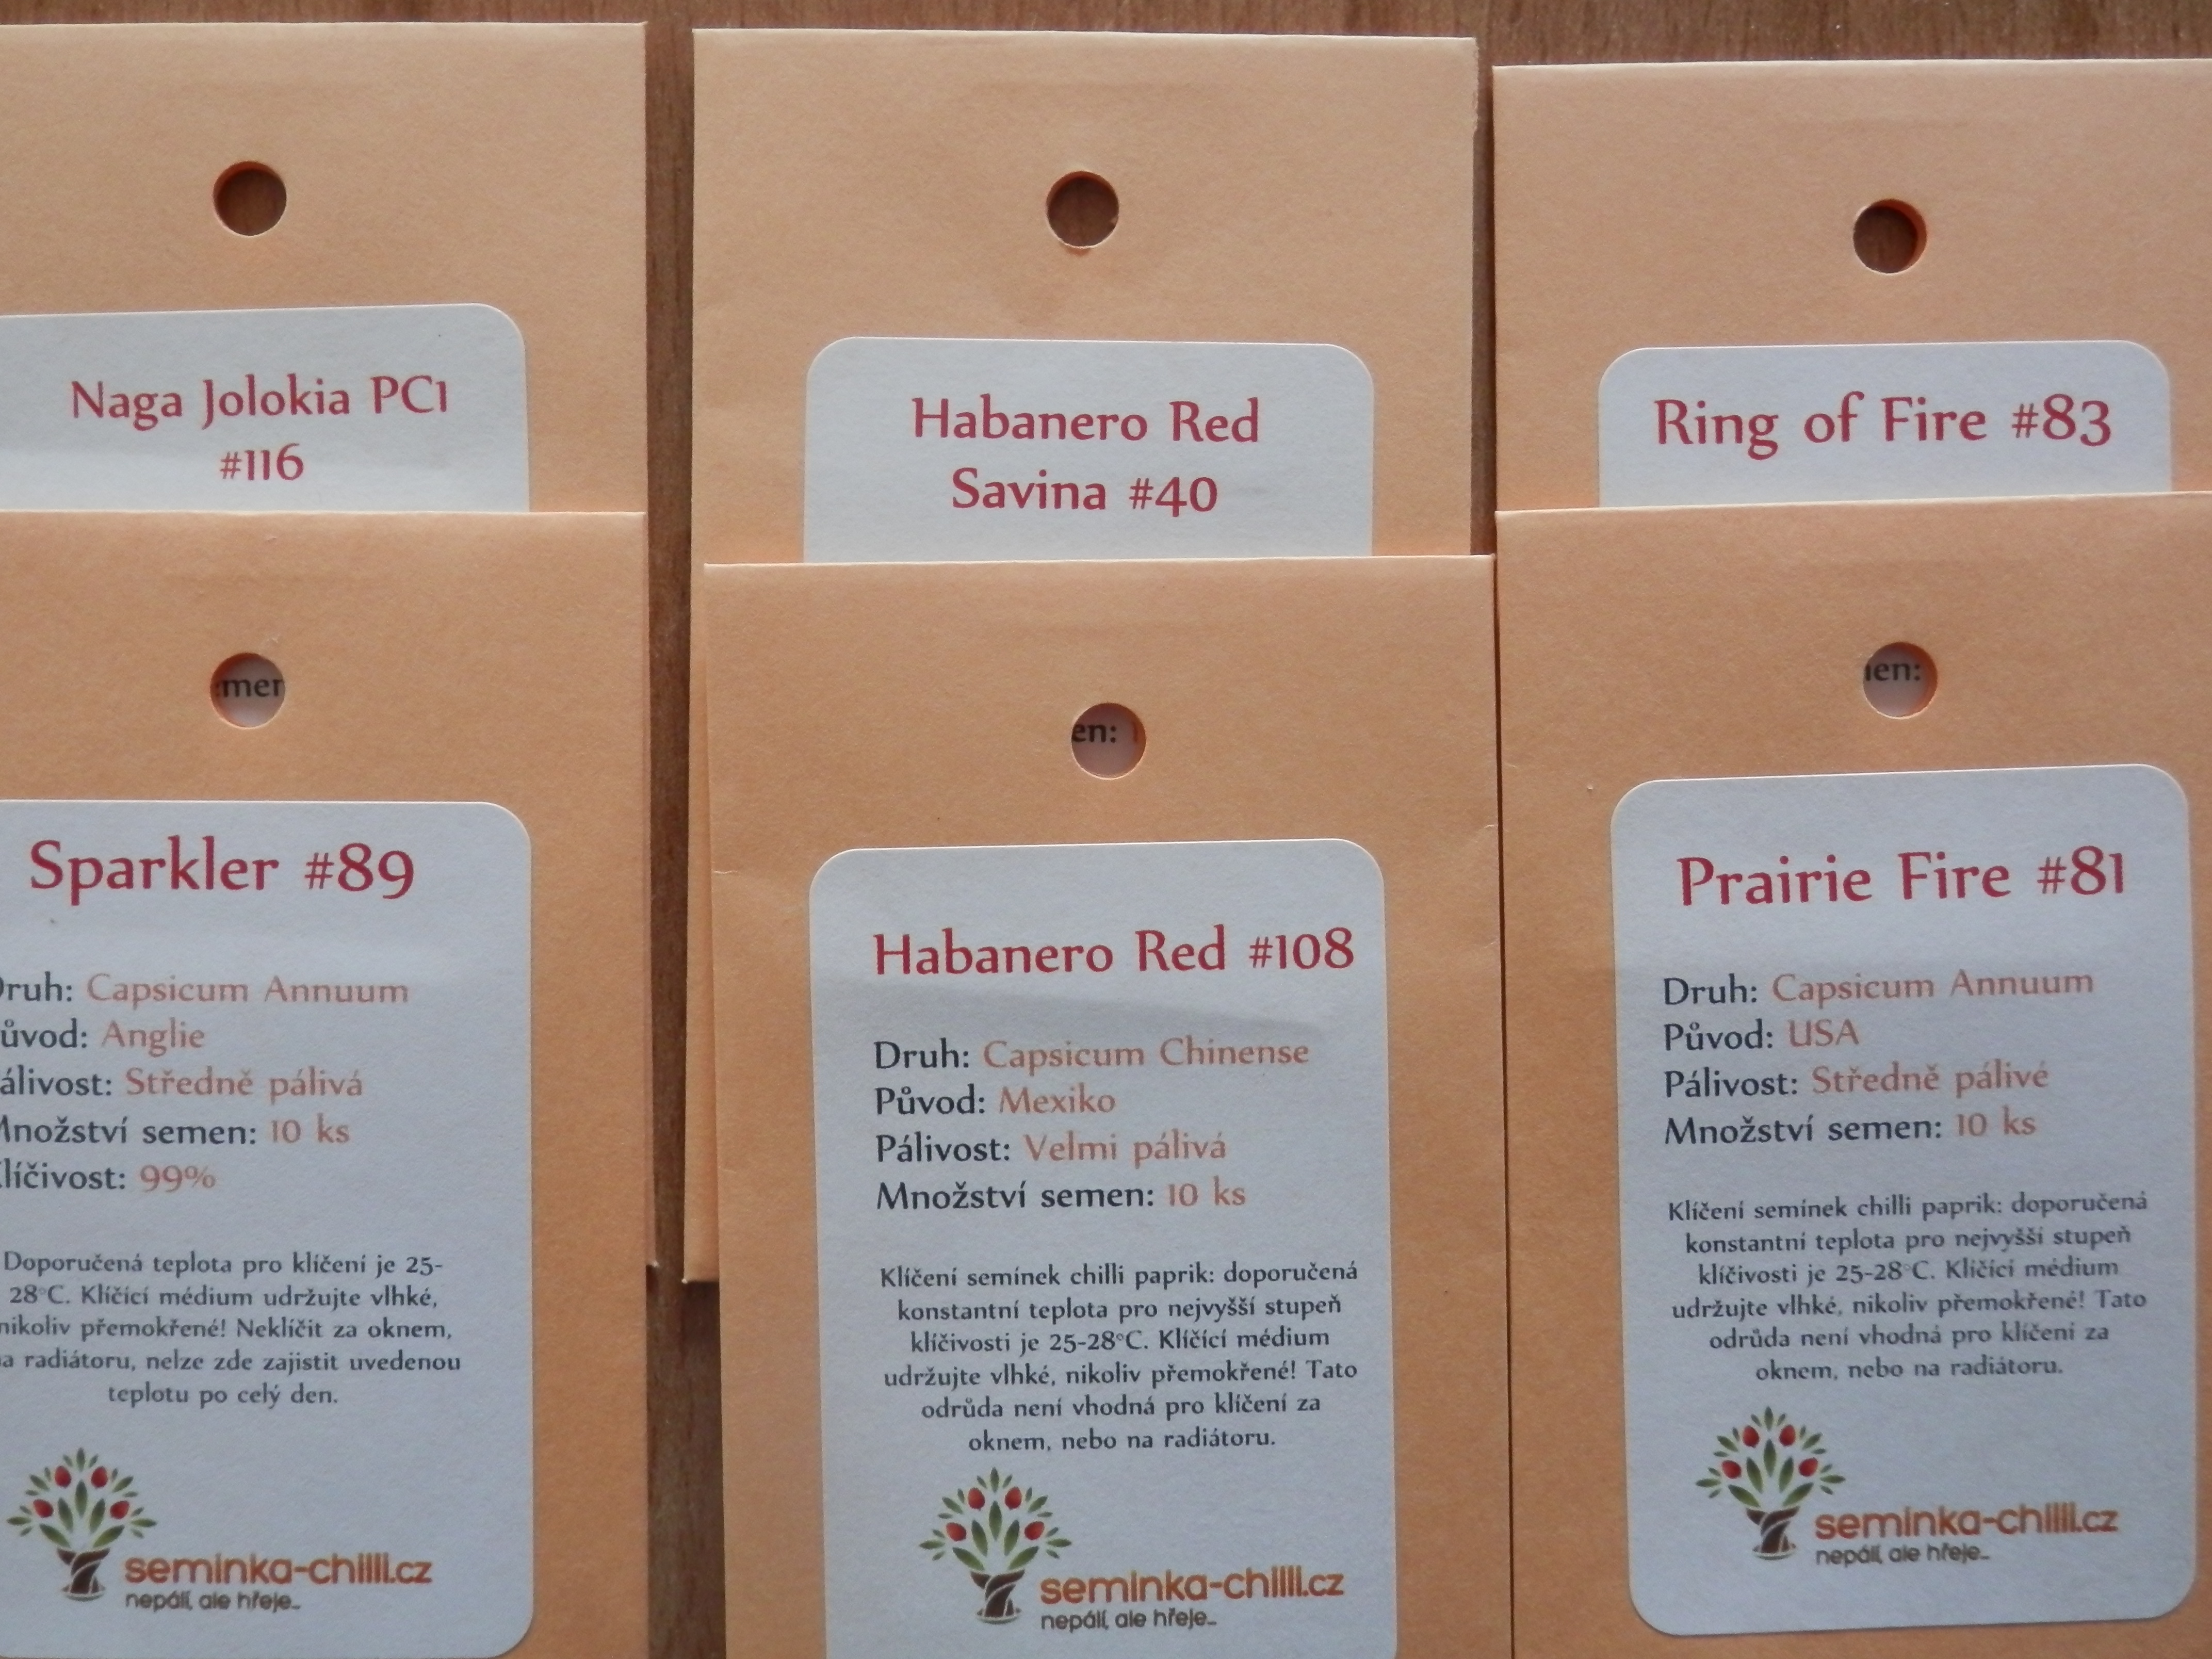 Naga Jolokia PC1
#116
Habanero Red
Savina #40
Ring of Fire #83
Sparkler #89
Capsicum Annuum
Anglie
Středně pálivá
semen: 10 ks
99%
Doporučená teplota pro klíčení je 25-
28°C. Klíčící médium udržujte vlhké,
nikoliv přemokřené! Neklíčit za oknem,
radiátoru, nelze zde zajistit uvedenou
teplotu po celý den.
seminka-chilli.cz
nepálí, ale hřeje...
en:
Habanero Red #108
Druh: Capsicum Chinense
Původ: Mexiko
Pálivost: Velmi pálivá
Množství semen: 10 ks
Klíčení semínek chilli paprik: doporučená
konstantní teplota pro nejvyšší stupeň
klíčivosti je 25-28°C. Klíčící médium
udržujte vlhké, nikoliv přemokřené! Tato
odrůda není vhodná pro klíčení za
oknem, nebo na radiátoru.
seminka-chilli.cz
nepálí, ale hřeje...
en:
Prairie Fire #81
Druh: Capsicum Annuum
Původ: USA
Pálivost: Středně pálivé
Množství semen: 10 ks
Klíčení semínek chilli paprik: doporučená
konstantní teplota pro nejvyšší stupeň
klíčivosti je 25-28°C. Klíčící médium
udržujte vlhké, nikoliv přemokřené! Tato
odrůda není vhodná pro klíčení za
oknem, nebo na radiátoru.
seminka-chilli.cz
nepálí, ale hřeje...